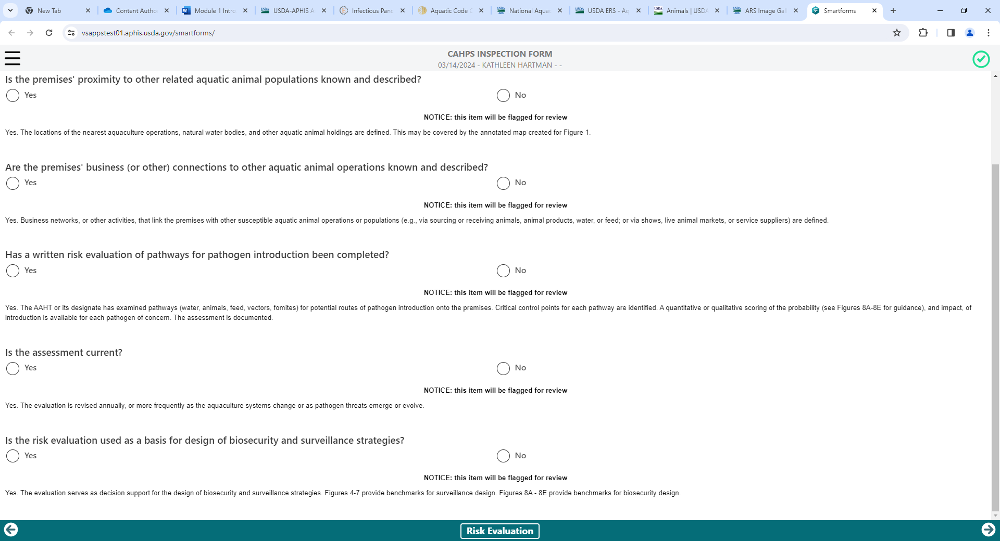 New Tab
Content Autho
Module 1 Intro
USDA-APHIS A
Infectious Panc
Aquatic Code C
National Aquac
USDA ERS - Aq
Animals | USDA
ARS Image Gal
Smartforms
vsappstest01.aphis.usda.gov/smartforms/
CAHPS INSPECTION FORM
03/14/2024 - KATHLEEN HARTMAN - -
Is the premises' proximity to other related aquatic animal populations known and described?
Yes No
NOTICE: this item will be flagged for review
Yes. The locations of the nearest aquaculture operations, natural water bodies, and other aquatic animal holdings are defined. This may be covered by the annotated map created for Figure 1.
Are the premises' business (or other) connections to other aquatic animal operations known and described?
Yes No
NOTICE: this item will be flagged for review
Yes. Business networks, or other activities, that link the premises with other susceptible aquatic animal operations or populations (e.g., via sourcing or receiving animals, animal products, water, or feed; or via shows, live animal markets, or service suppliers) are defined.
Has a written risk evaluation of pathways for pathogen introduction been completed?
Yes No
NOTICE: this item will be flagged for review
Yes. The AAHT or its designate has examined pathways (water, animals, feed, vectors, fomites) for potential routes of pathogen introduction onto the premises. Critical control points for each pathway are identified. A quantitative or qualitative scoring of the probability (see Figures 8A-8E for guidance), and impact, of
introduction is available for each pathogen of concern. The assessment is documented.
Is the assessment current?
Yes No
NOTICE: this item will be flagged for review
Yes. The evaluation is revised annually, or more frequently as the aquaculture systems change or as pathogen threats emerge or evolve.
Is the risk evaluation used as a basis for design of biosecurity and surveillance strategies?
Yes No
NOTICE: this item will be flagged for review
Yes. The evaluation serves as decision support for the design of biosecurity and surveillance strategies. Figures 4-7 provide benchmarks for surveillance design. Figures 8A - 8E provide benchmarks for biosecurity design.
Risk Evaluation